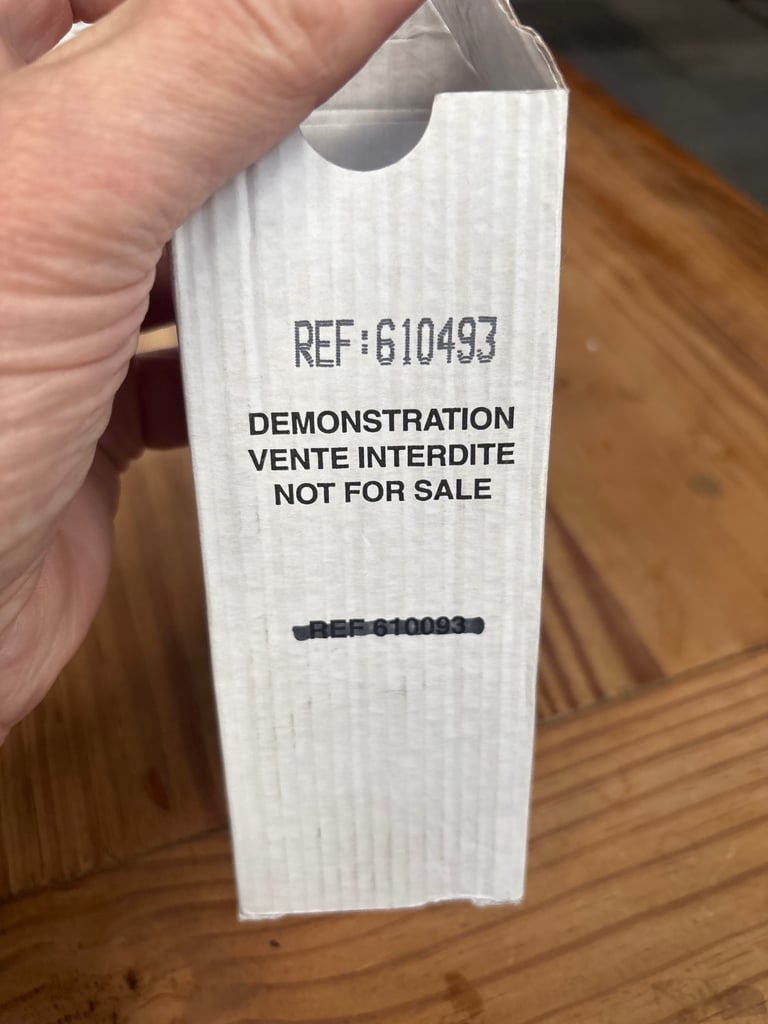 REF:610493
DEMONSTRATION
VENTE INTERDITE
NOT FOR SALE
REF 610093